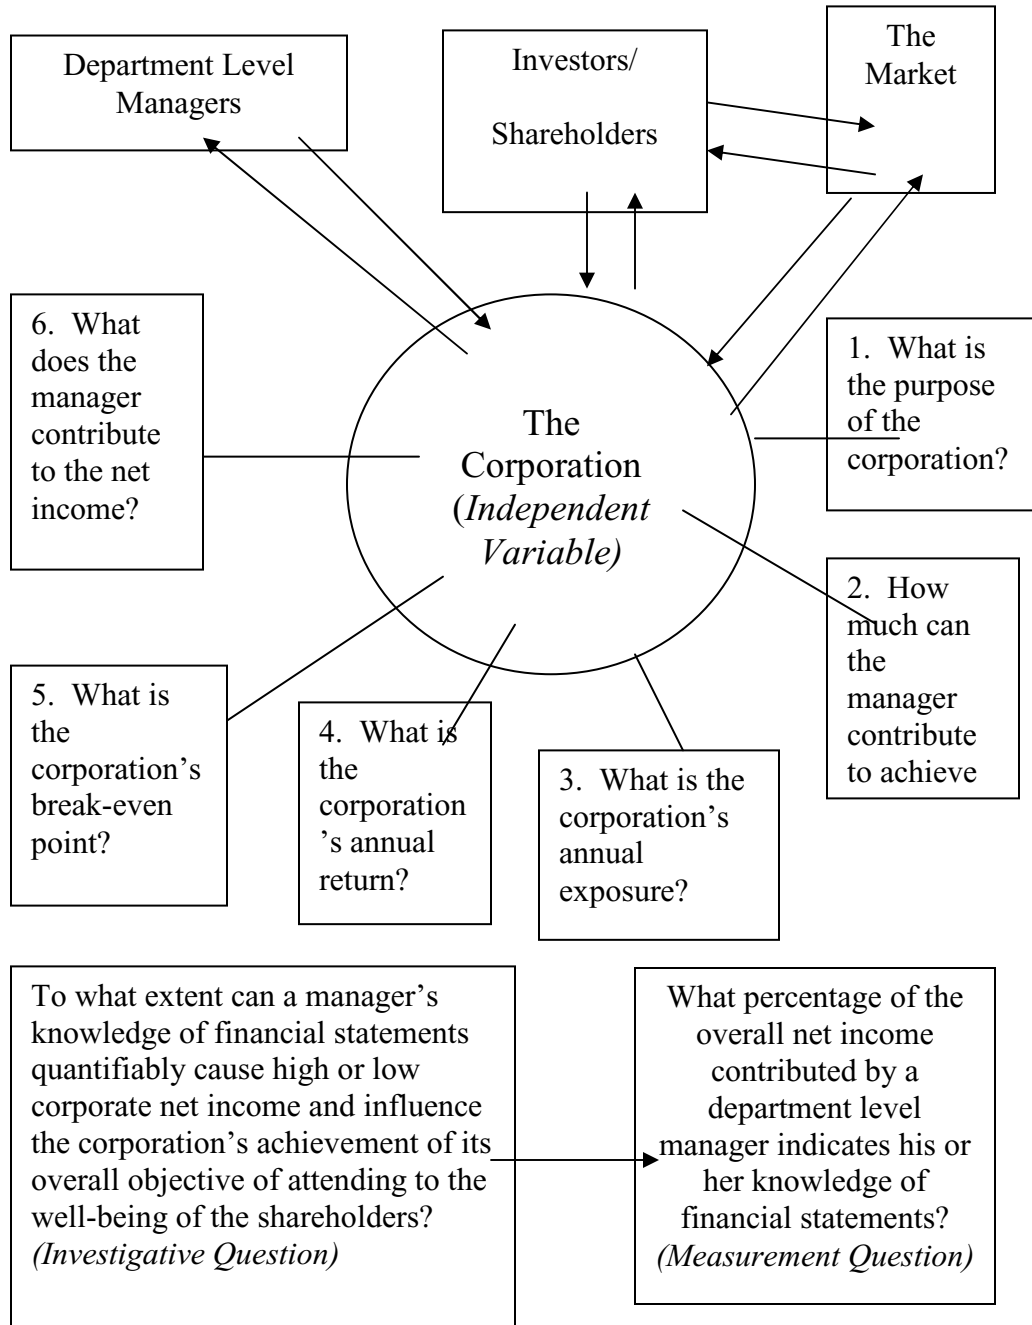 Department Level
Managers
Investors/
Shareholders
The
Market
6. What
does the
manager
contribute
to the net
income?
The
Corporation
(Independent
Variable)
1. What is
the purpose
of the
corporation?
2. How
much can
the
manager
contribute
to achieve
5. What is
the
corporation's
break-even
point?
4. What is
the
corporation
's annual
return?
3. What is the
corporation's
annual
exposure?
To what extent can a manager's
knowledge of financial statements
quantifiably cause high or low
corporate net income and influence
the corporation's achievement of its
overall objective of attending to the
well-being of the shareholders?
(Investigative Question)
What percentage of the
overall net income
contributed by a
department level
manager indicates his or
her knowledge of
financial statements?
(Measurement Question)